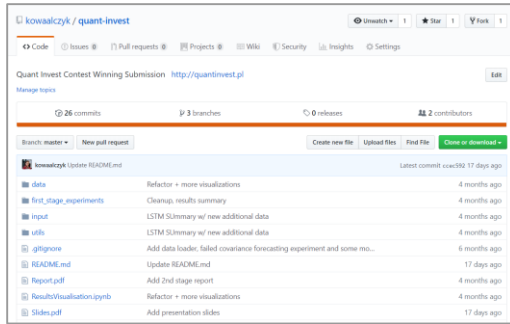 kowaalczyk / quant-invest
Unwatch 1 Star 1 Fork 1
Code Issues 0 Pull requests 0 Projects 0 Wiki Security Insights Settings
Quant Invest Contest Winning Submission http://quantinvest.pl Edit
Manage topics
26 commits 3 branches 0 releases 2 contributors
Branch: master New pull request Create new file Upload files Find File Clone or download
kowaalczyk Update README.md Latest commit 17 days ago
data Refactor + more visualizations 4 months ago
first_stage_experiments Cleanup, results summary 4 months ago
input LSTM SUmmary w/ new additional data 4 months ago
utils LSTM SUmmary w/ new additional data 4 months ago
.gitignore Add data loader, failed covariance forecasting experiment and some mo... 6 months ago
README.md Update README.md 17 days ago
Report.pdf Add 2nd stage report 4 months ago
ResultsVisualisation.ipynb Refactor + more visualizations 4 months ago
Slides.pdf Add presentation slides 17 days ago